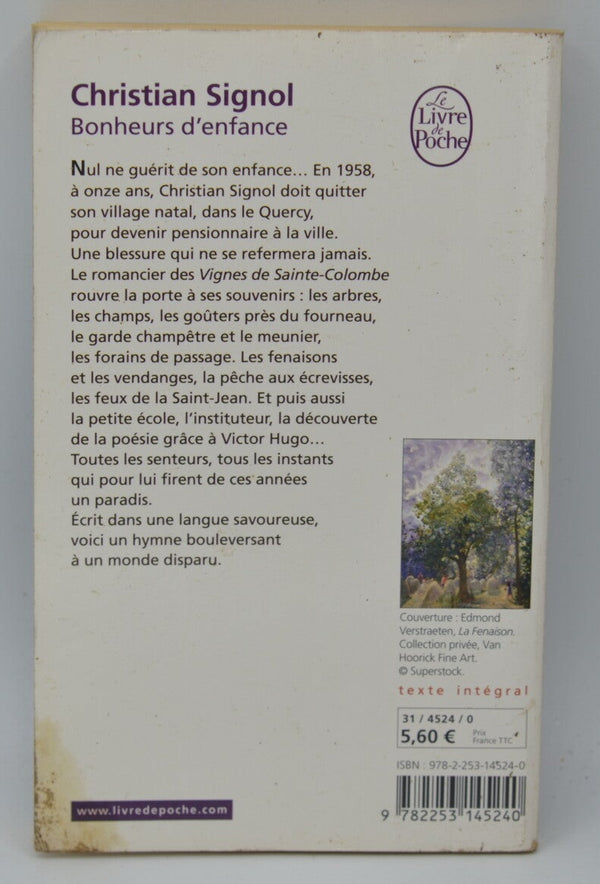 Christian Signol
Bonheurs d'enfance
Le
Livre
de
Poche
Nul ne guérit de son enfance... En 1958,
à onze ans, Christian Signol doit quitter
son village natal, dans le Quercy,
pour devenir pensionnaire à la ville.
Une blessure qui ne se refermera jamais.
Le romancier des Vignes de Sainte-Colombe
rouvre la porte à ses souvenirs : les arbres,
les champs, les goûters près du fourneau,
le garde champêtre et le meunier,
les forains de passage. Les fenaisons
et les vendanges, la pêche aux écrevisses,
les feux de la Saint-Jean. Et puis aussi
la petite école, l'instituteur, la découverte
de la poésie grâce à Victor Hugo...
Toutes les senteurs, tous les instants
qui pour lui firent de ces années
un paradis.
Écrit dans une langue savoureuse,
voici un hymne bouleversant
à un monde disparu.
Couverture : Edmond
Verstraeten, La Fenaison.
Collection privée, Van
Hoorick Fine Art.
© Superstock.
texte intégral
31 / 4524 / 0
5,60 € Prix
France TTC
ISBN : 978-2-253-14524-0
9 782253 145240
www.livredepoche.com